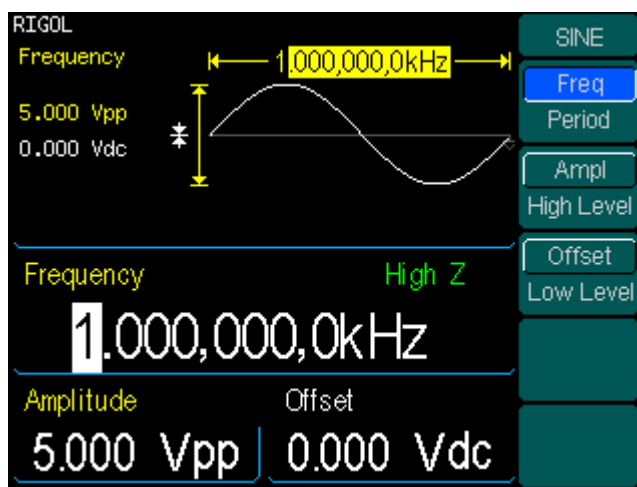 RIGOL
Frequency
1.000,000,0kHz
5.000 Vpp
0.000 Vdc
Frequency
High Z
1.000,000,0kHz
Amplitude
Offset
5.000 Vpp
0.000 Vdc
SINE
Freq
Period
Ampl
High Level
Offset
Low Level